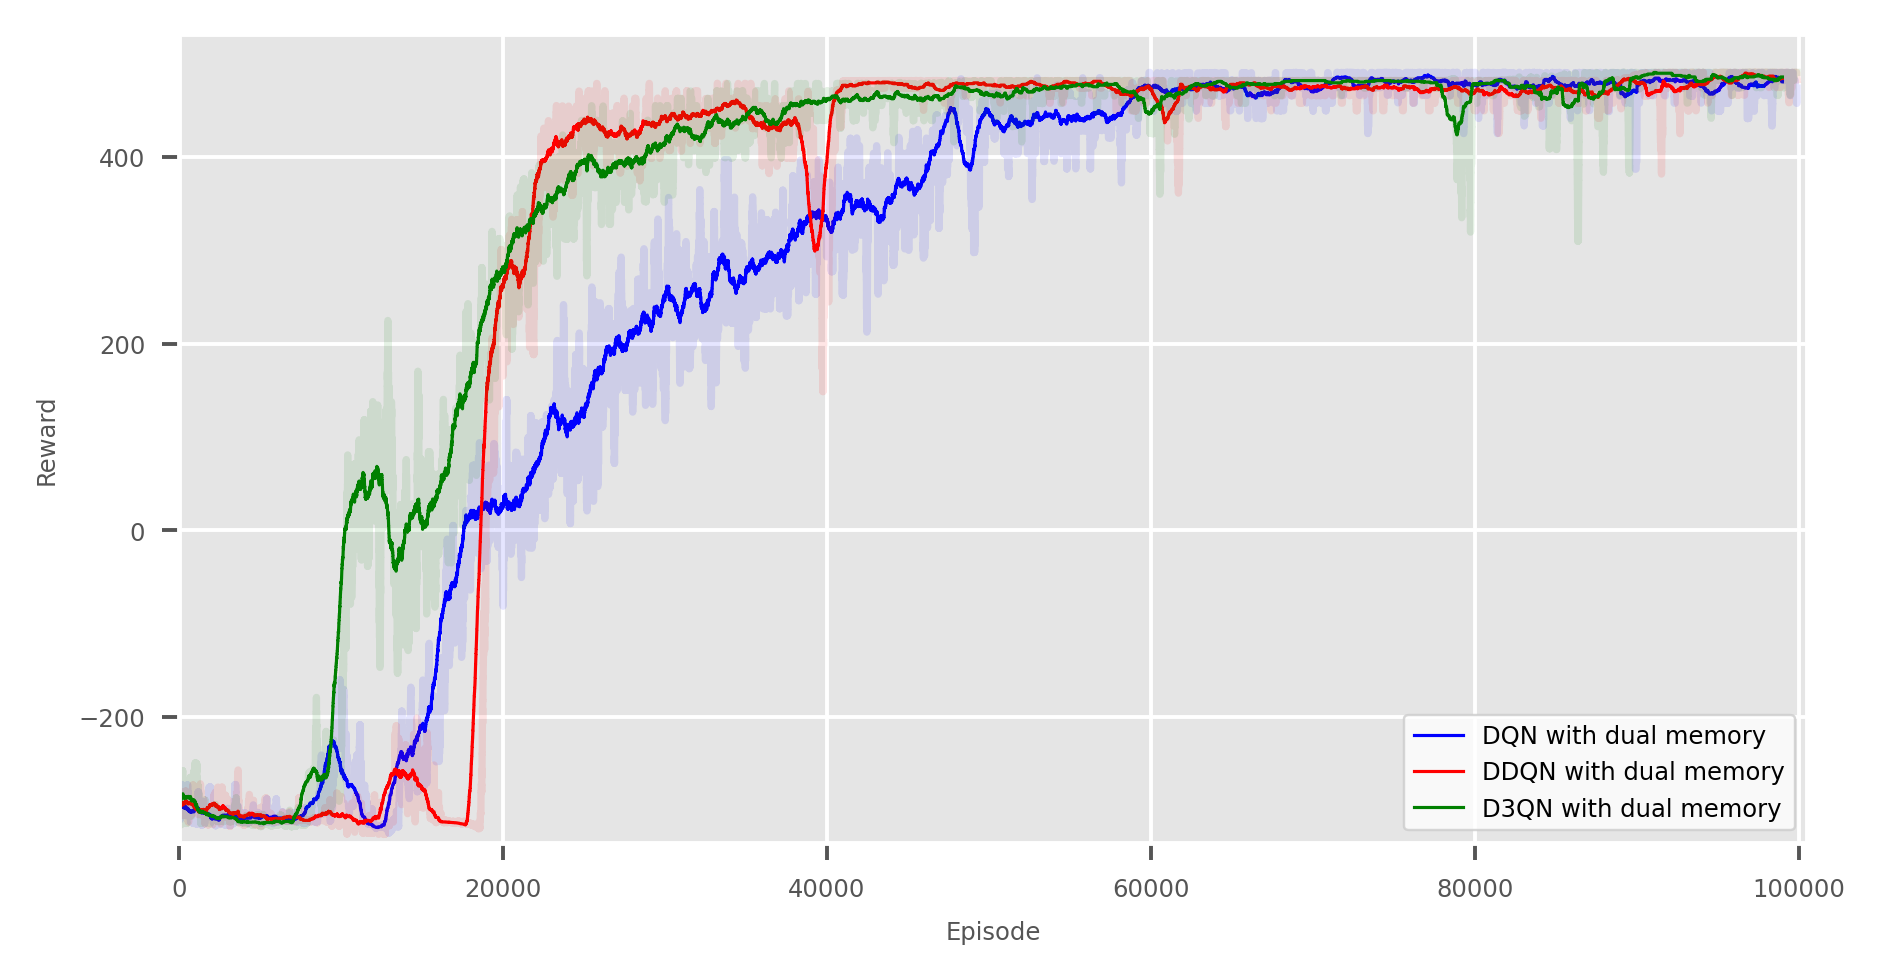 400
200
0
−200
Reward
0 20000 40000 60000 80000 100000
Episode
DQN with dual memory
DDQN with dual memory
D3QN with dual memory